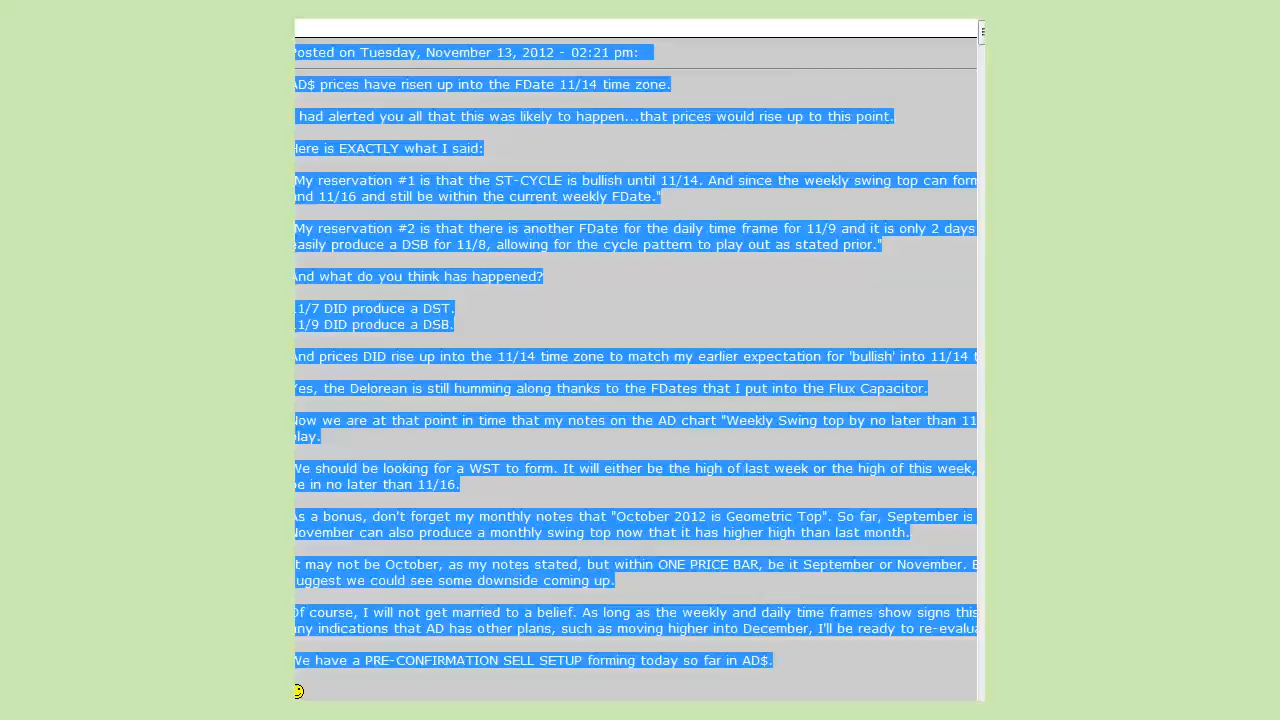 Posted on Tuesday, November 13, 2012 - 02:21 pm:
AD$ prices have risen up into the FDate 11/14 time zone.
had alerted you all that this was likely to happen...that prices would rise up to this point.
Here is EXACTLY what I said:
"My reservation #1 is that the ST-CYCLE is bullish until 11/14. And since the weekly swing top can form
and 11/16 and still be within the current weekly FDate."
"My reservation #2 is that there is another FDate for the daily time frame for 11/9 and it is only 2 days
easily produce a DSB for 11/8, allowing for the cycle pattern to play out as stated prior."
And what do you think has happened?
11/7 DID produce a DST.
11/9 DID produce a DSB.
And prices DID rise up into the 11/14 time zone to match my earlier expectation for 'bullish' into 11/14
Yes, the Delorean is still humming along thanks to the FDates that I put into the Flux Capacitor.
Now we are at that point in time that my notes on the AD chart "Weekly Swing top by no later than 11
play.
We should be looking for a WST to form. It will either be the high of last week or the high of this week,
be in no later than 11/16.
As a bonus, don't forget my monthly notes that "October 2012 is Geometric Top". So far, September is
November can also produce a monthly swing top now that it has higher high than last month.
It may not be October, as my notes stated, but within ONE PRICE BAR, be it September or November.
suggest we could see some downside coming up.
Of course, I will not get married to a belief. As long as the weekly and daily time frames show signs this
any indications that AD has other plans, such as moving higher into December, I'll be ready to re-evalua
We have a PRE-CONFIRMATION SELL SETUP forming today so far in AD$.